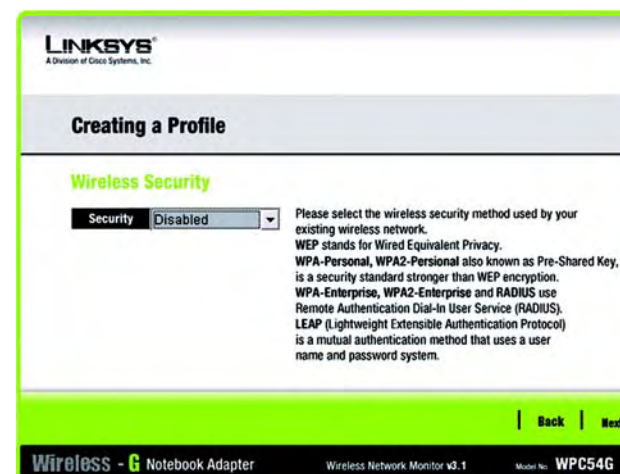 LINKSYS®
A Division of Cisco Systems, Inc.
Creating a Profile
Wireless Security
Security Disabled
Please select the wireless security method used by your
existing wireless network.
WEP stands for Wired Equivalent Privacy.
WPA-Personal, WPA2-Persional also known as Pre-Shared Key,
is a security standard stronger than WEP encryption.
WPA-Enterprise, WPA2-Enterprise and RADIUS use
Remote Authentication Dial-In User Service (RADIUS).
LEAP (Lightweight Extensible Authentication Protocol)
is a mutual authentication method that uses a user
name and password system.
Back Next
Wireless - G Notebook Adapter Wireless Network Monitor v3.1 Model No. WPC54G